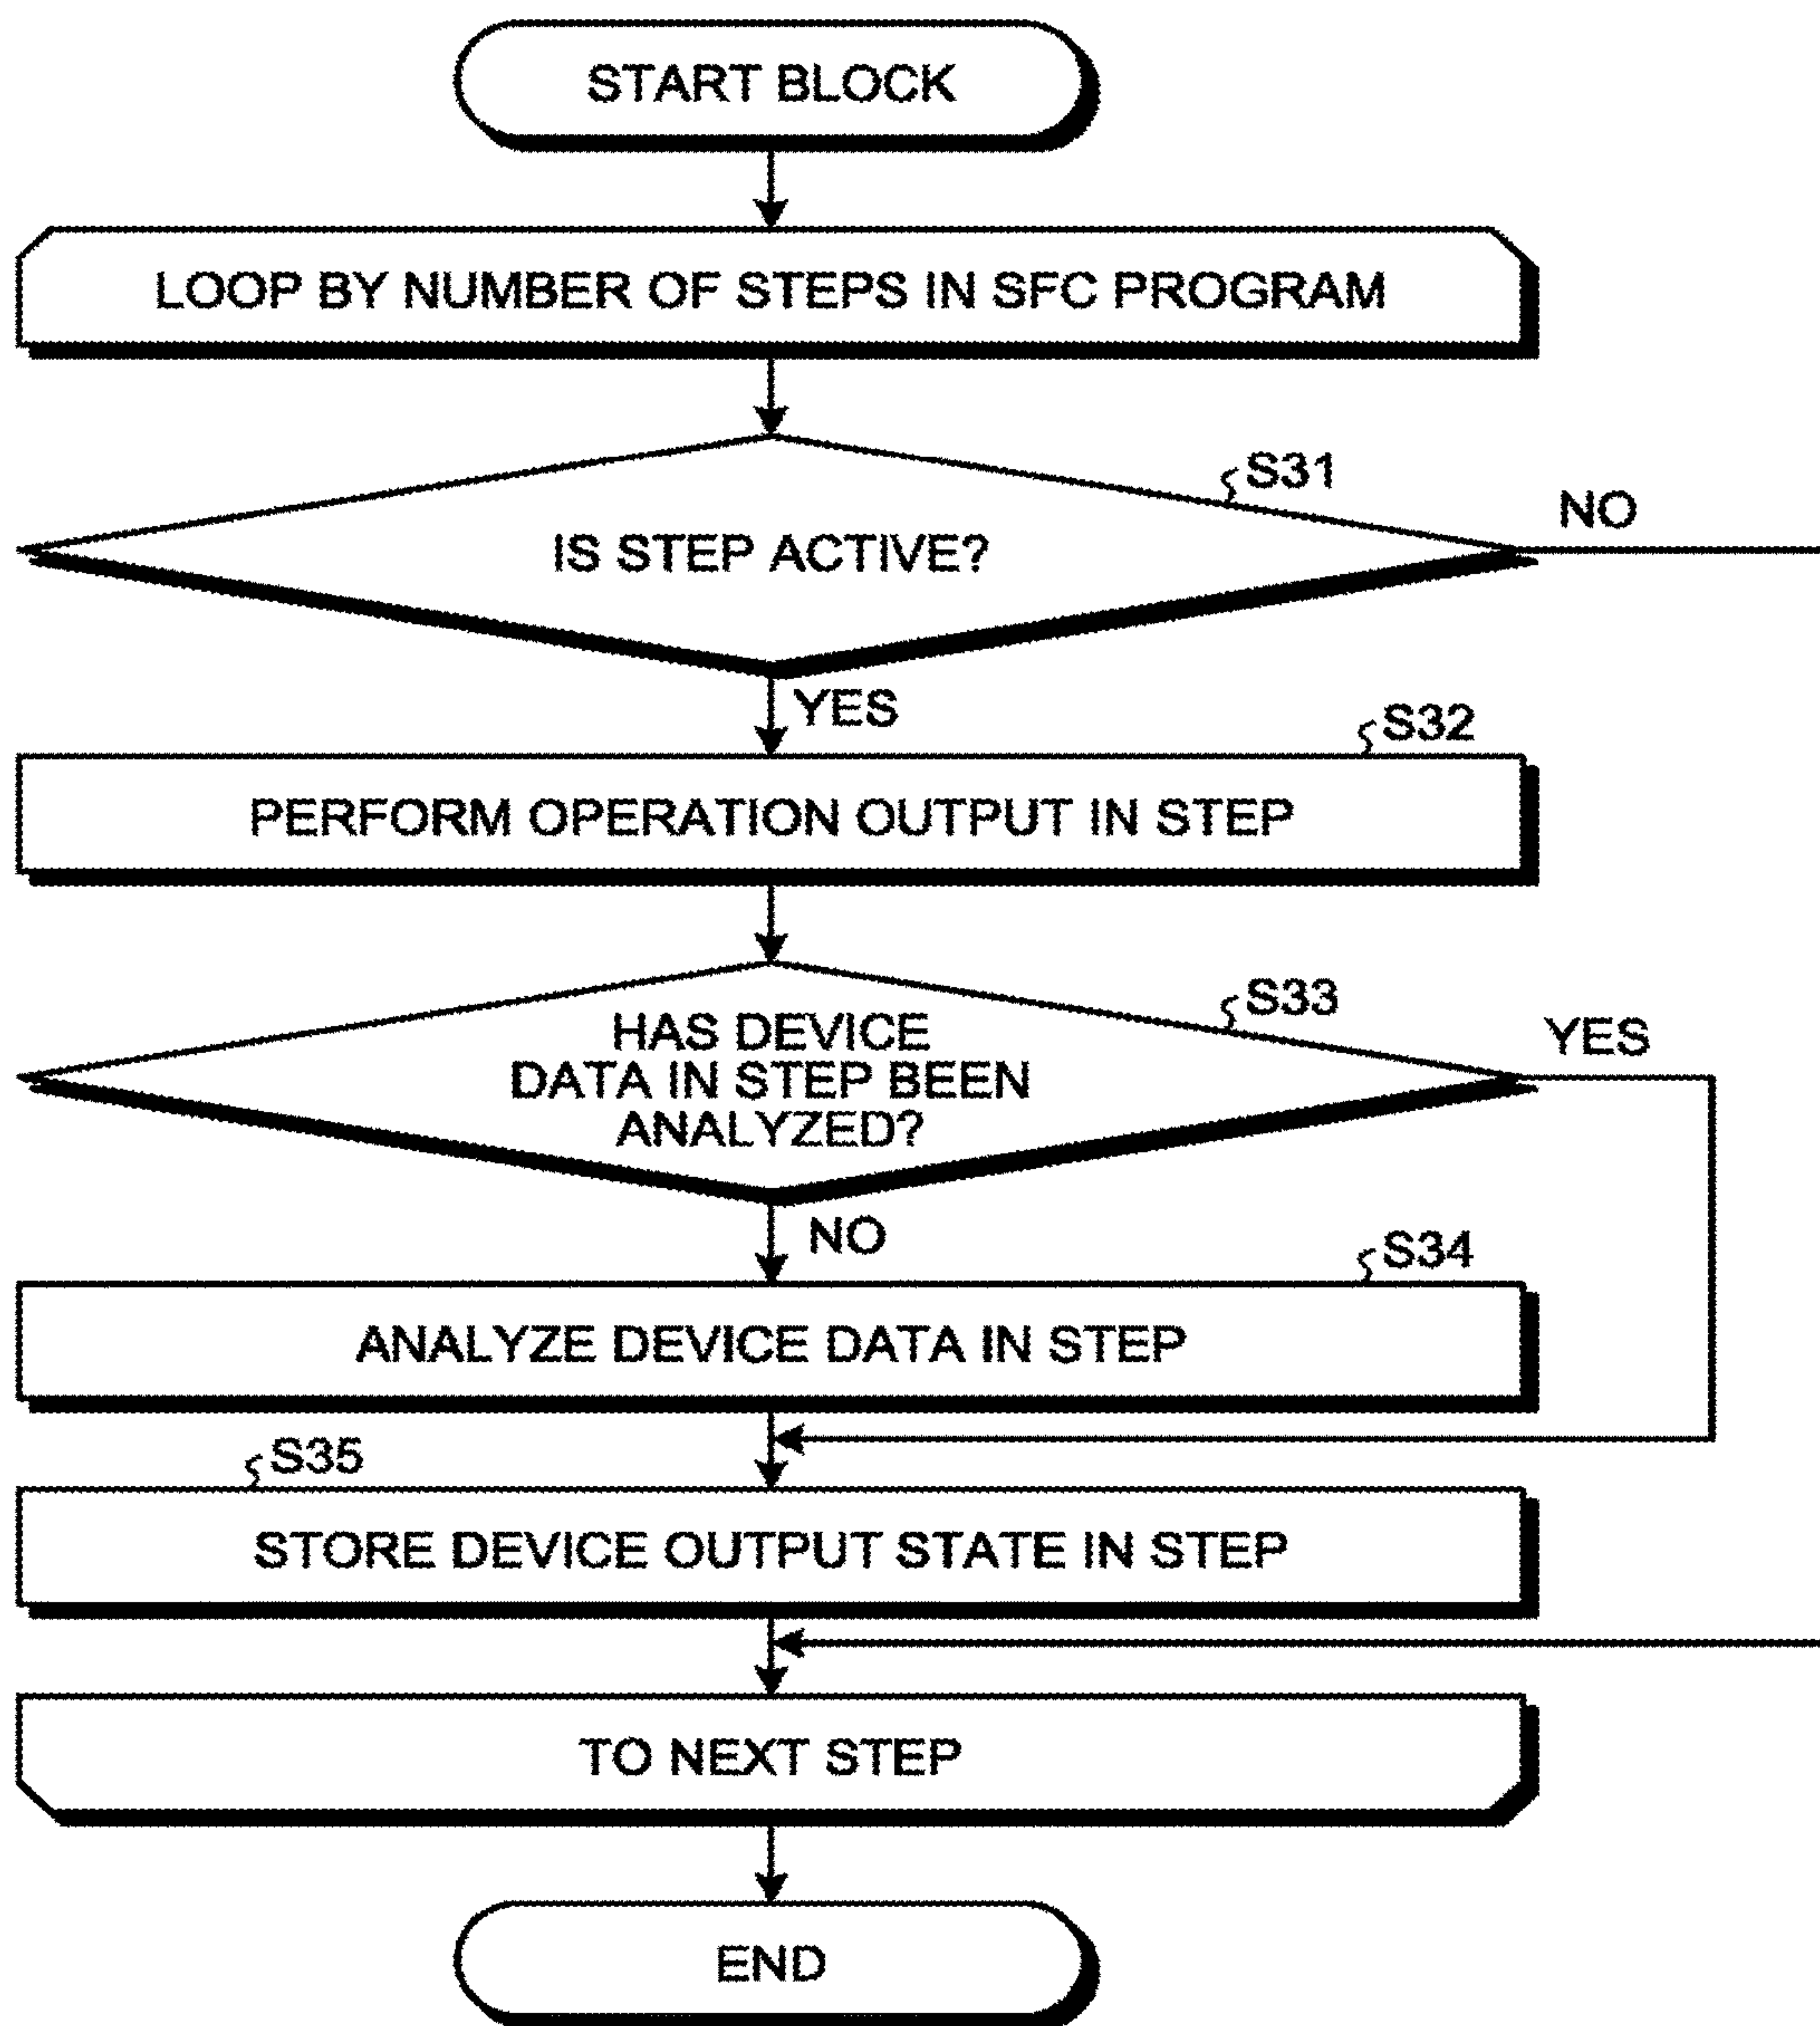 START BLOCK
LOOP BY NUMBER OF STEPS IN SFC PROGRAM
S31
NO
IS STEP ACTIVE?
YES
S32
PERFORM OPERATION OUTPUT IN STEP
S33
YES
HAS DEVICE
DATA IN STEP BEEN
ANALYZED?
NO
S34
ANALYZE DEVICE DATA IN STEP
S35
STORE DEVICE OUTPUT STATE IN STEP
TO NEXT STEP
END